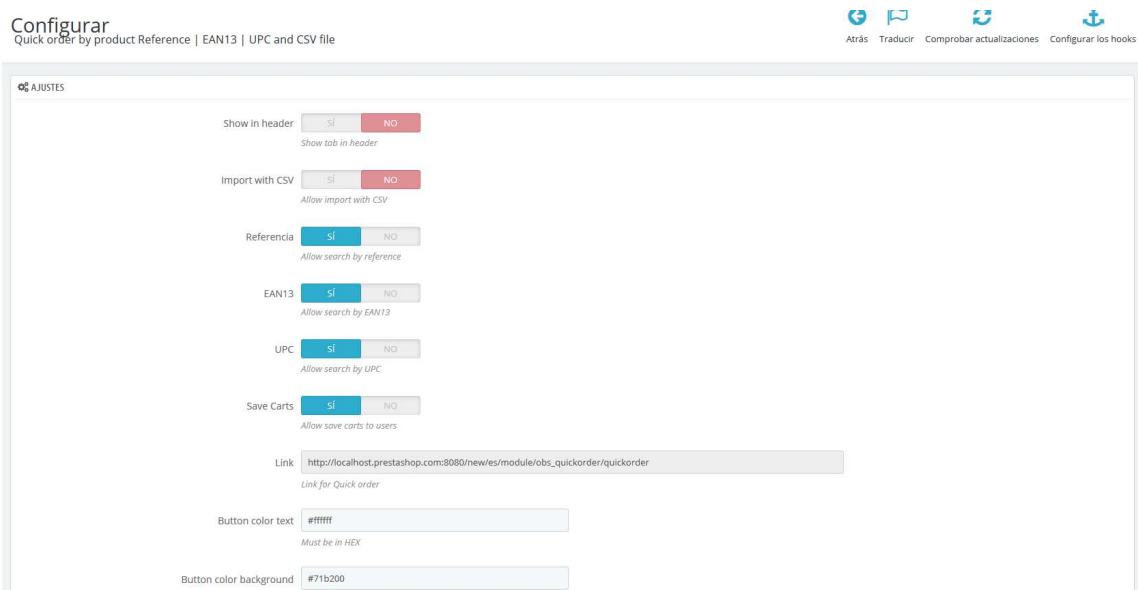 Configurar
Quick order by product Reference | EAN13 | UPC and CSV file
Atrás Traducir Comprobar actualizaciones Configurar los hooks
AJUSTES
Show in header SÍ NO
Show tab in header
Import with CSV SÍ NO
Allow import with CSV
Referencia SÍ NO
Allow search by reference
EAN13 SÍ NO
Allow search by EAN13
UPC SÍ NO
Allow search by UPC
Save Carts SÍ NO
Allow save carts to users
Link http://localhost.prestashop.com:8080/new/es/module/obs_quickorder/quickorder
Link for Quick order
Button color text #ffffff
Must be in HEX
Button color background #71b200